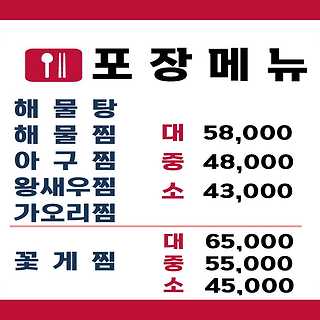 포장메뉴
해물탕
해물찜 대 58,000
아구찜 중 48,000
왕새우찜 소 43,000
가오리찜
대 65,000
꽃게찜 중 55,000
소 45,000